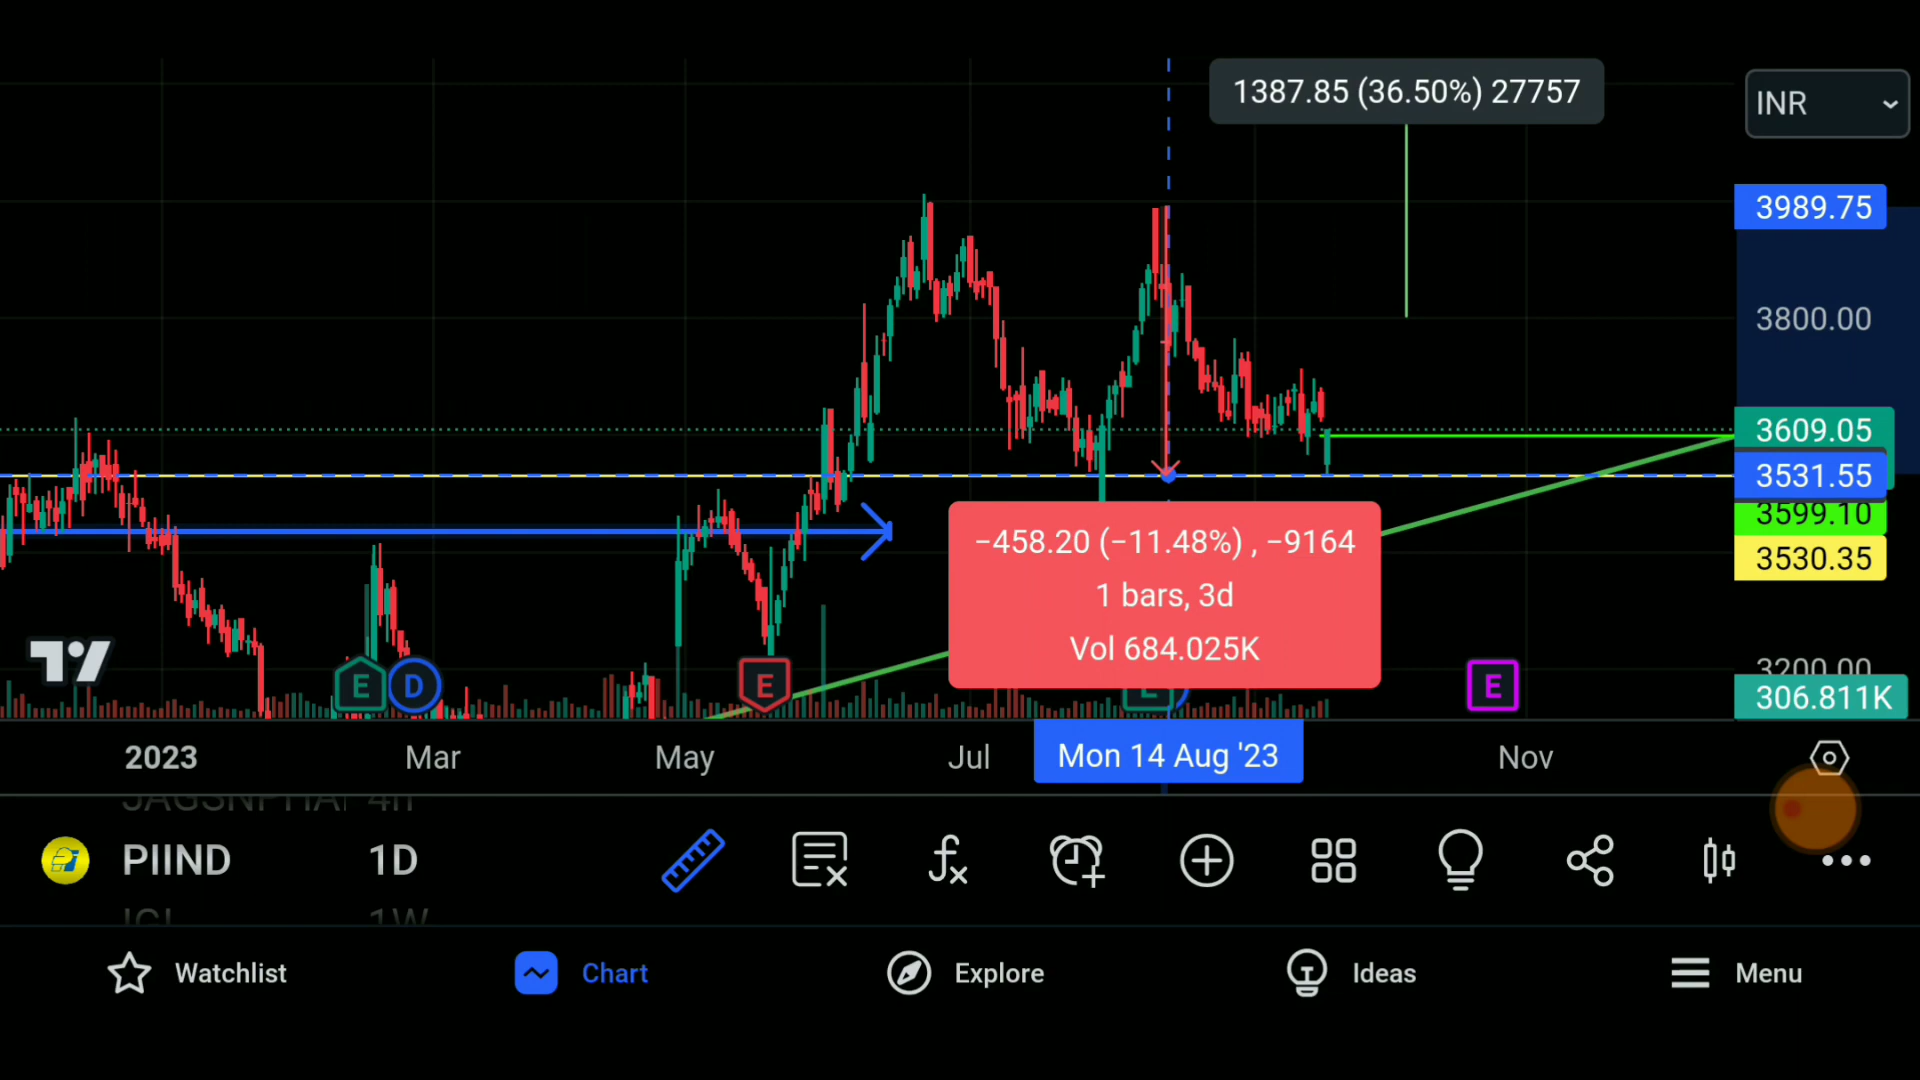 1387.85 (36.50%) 27757
INR
3989.75
3800.00
3609.05
3531.55
3599.10
3530.35
−458.20 (−11.48%) , −9164
1 bars, 3d
Vol 684.025K
3200.00
306.811K
E D E E
2023 Mar May Jul Mon 14 Aug '23 Nov
PIIND 1D
IGL 1W
Watchlist Chart Explore Ideas Menu